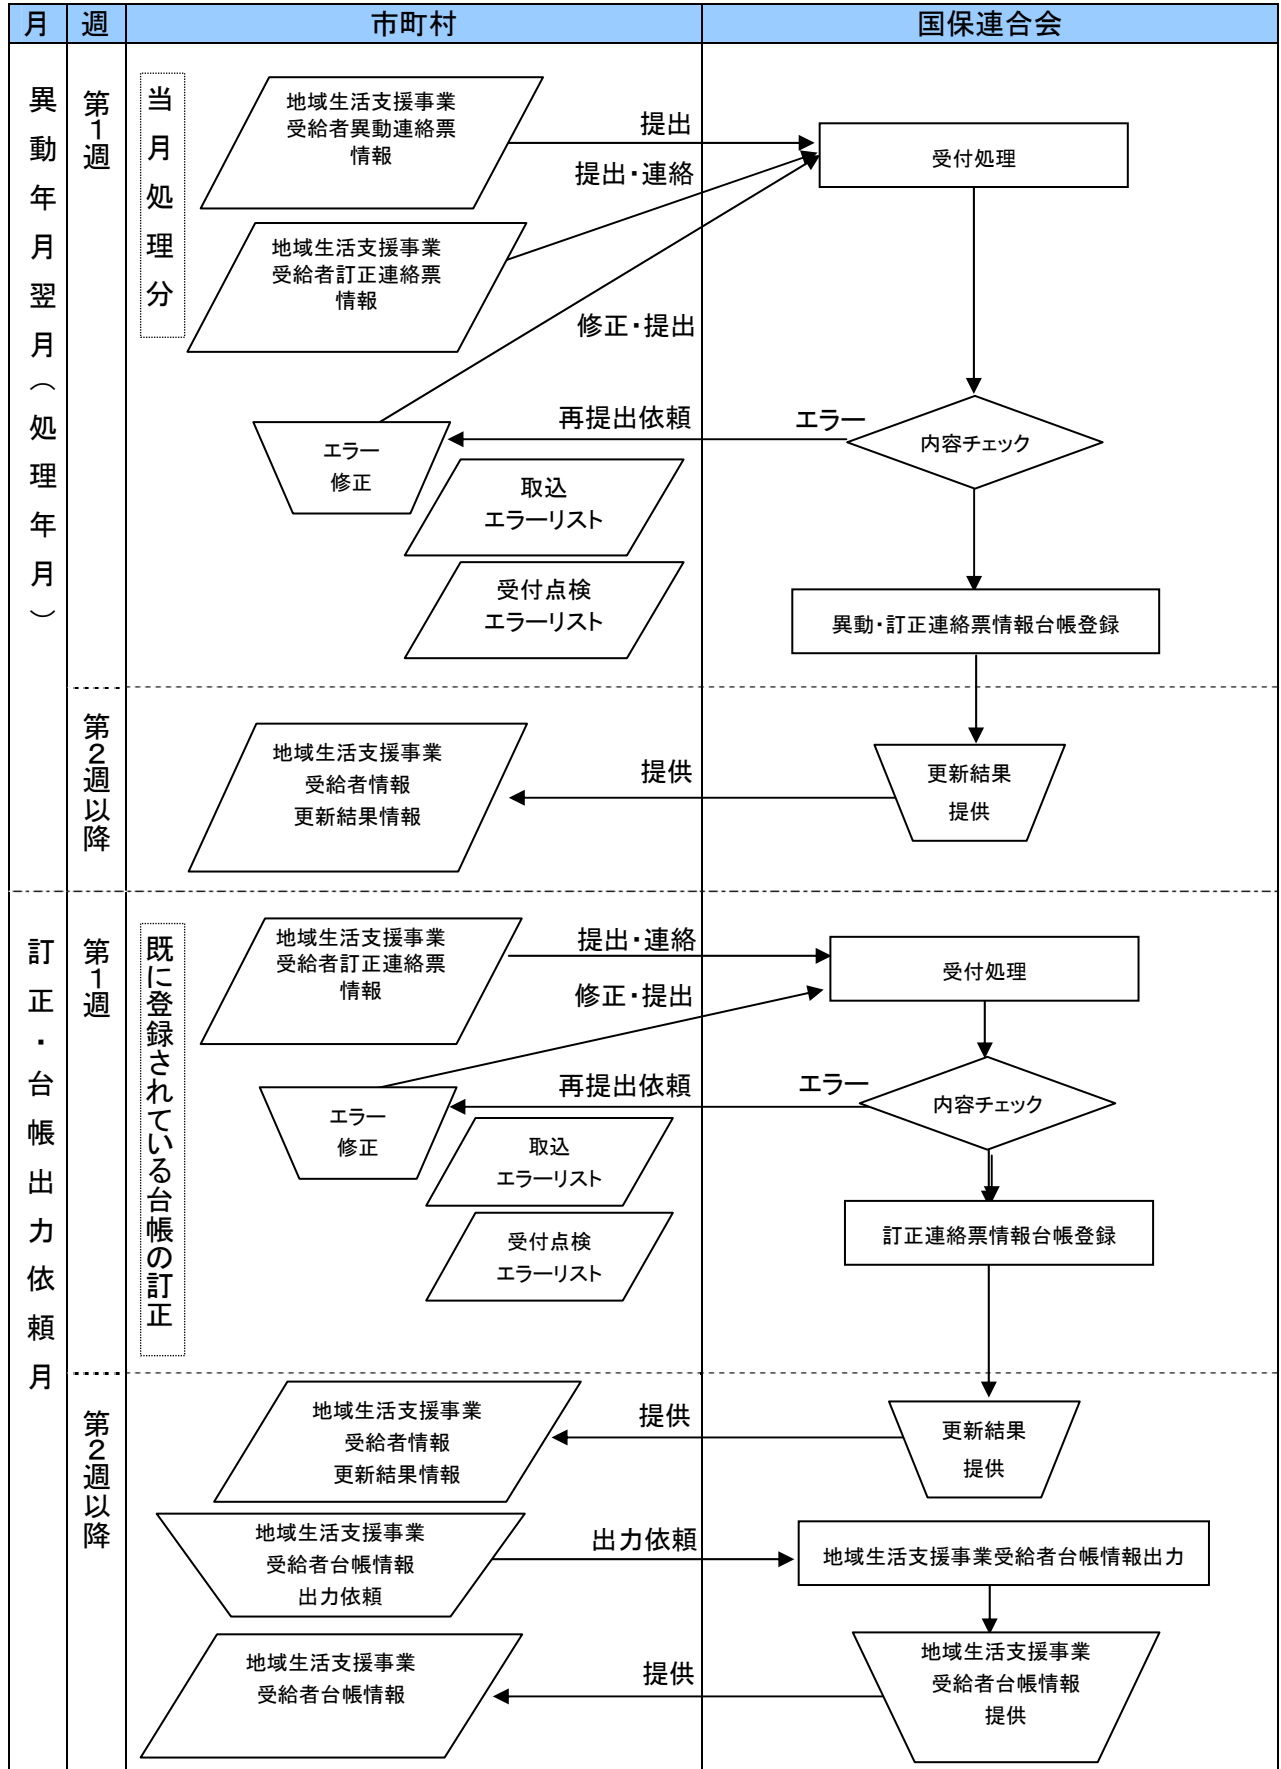 月 週 市町村 国保連合会
異動年月翌月（処理年月）
第1週
当月処理分
地域生活支援事業
受給者異動連絡票
情報
提出
受付処理
提出・連絡
地域生活支援事業
受給者訂正連絡票
情報
修正・提出
再提出依頼
エラー
内容チェック
エラー
修正
取込
エラーリスト
受付点検
エラーリスト
異動・訂正連絡票情報台帳登録
第2週以降
地域生活支援事業
受給者情報
更新結果情報
提供
更新結果
提供
訂正・台帳出力依頼月
第1週
既に登録されている台帳の訂正
地域生活支援事業
受給者訂正連絡票
情報
提出・連絡
受付処理
修正・提出
再提出依頼
エラー
内容チェック
エラー
修正
取込
エラーリスト
受付点検
エラーリスト
訂正連絡票情報台帳登録
第2週以降
地域生活支援事業
受給者情報
更新結果情報
提供
更新結果
提供
地域生活支援事業
受給者台帳情報
出力依頼
出力依頼
地域生活支援事業受給者台帳情報出力
地域生活支援事業
受給者台帳情報
提供
地域生活支援事業
受給者台帳情報
提供